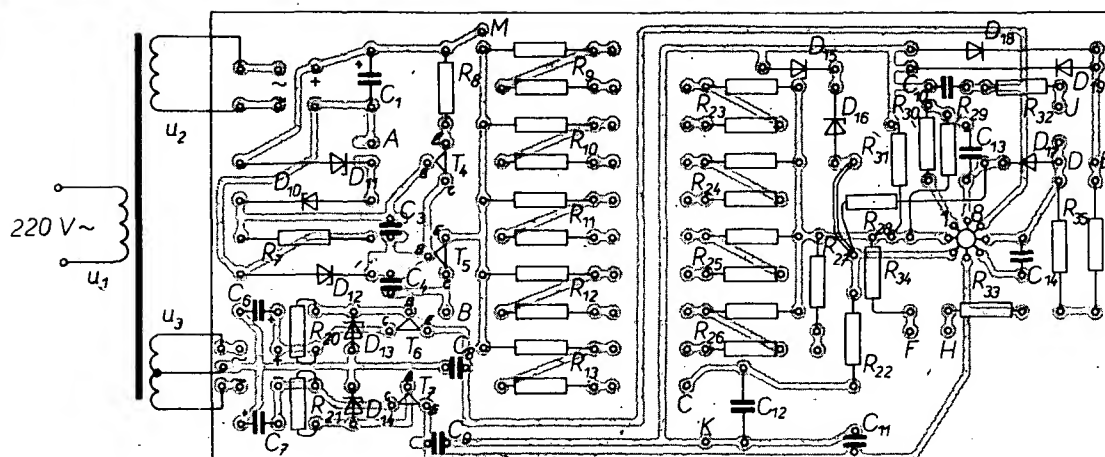 M
D18
u2
~
+
+
C1
R8
R9
D15
D19
C10
U
R23
D16
R30
R29
R32
A
R10
R31
C13
D17
D
E
T4
D10
D11
R24
220 V~
C3
R11
R28
R35
u1
R7
T5
R25
R27
R34
C14
C4
R12
R33
C6
D12
B
u3
R20
D13
T6
R26
F
H
R13
R22
R21
D14
T7
C
C12
C7
C9
K
C11